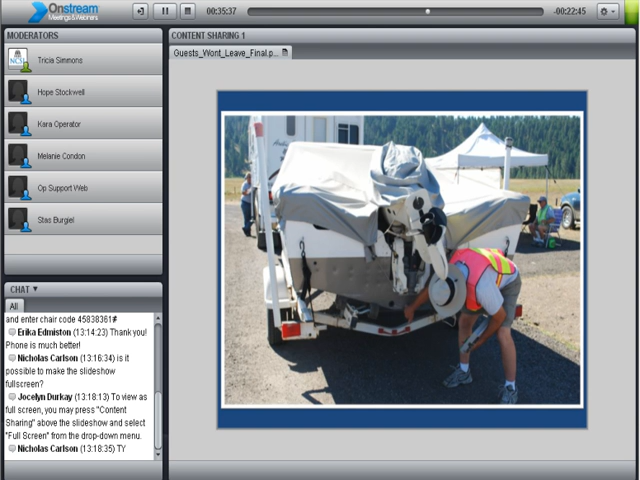 Onstream
Meetings & Webinars
00:35:37
-00:22:45
MODERATORS
NCSL
Tricia Simmons
Hope Stockwell
Kara Operator
Melanie Condon
Op Support Web
Stas Burgiel
CHAT
All
and enter chair code 45838361#
Erika Edmiston (13:14:23) Thank you!
Phone is much better!
Nicholas Carlson (13:16:34) is it
possible to make the slideshow
fullscreen?
Jocelyn Durkay (13:18:13) To view as
full screen, you may press "Content
Sharing" above the slideshow and select
"Full Screen" from the drop-down menu.
Nicholas Carlson (13:18:35) TY
CONTENT SHARING 1
Guests_Wont_Leave_Final.p...